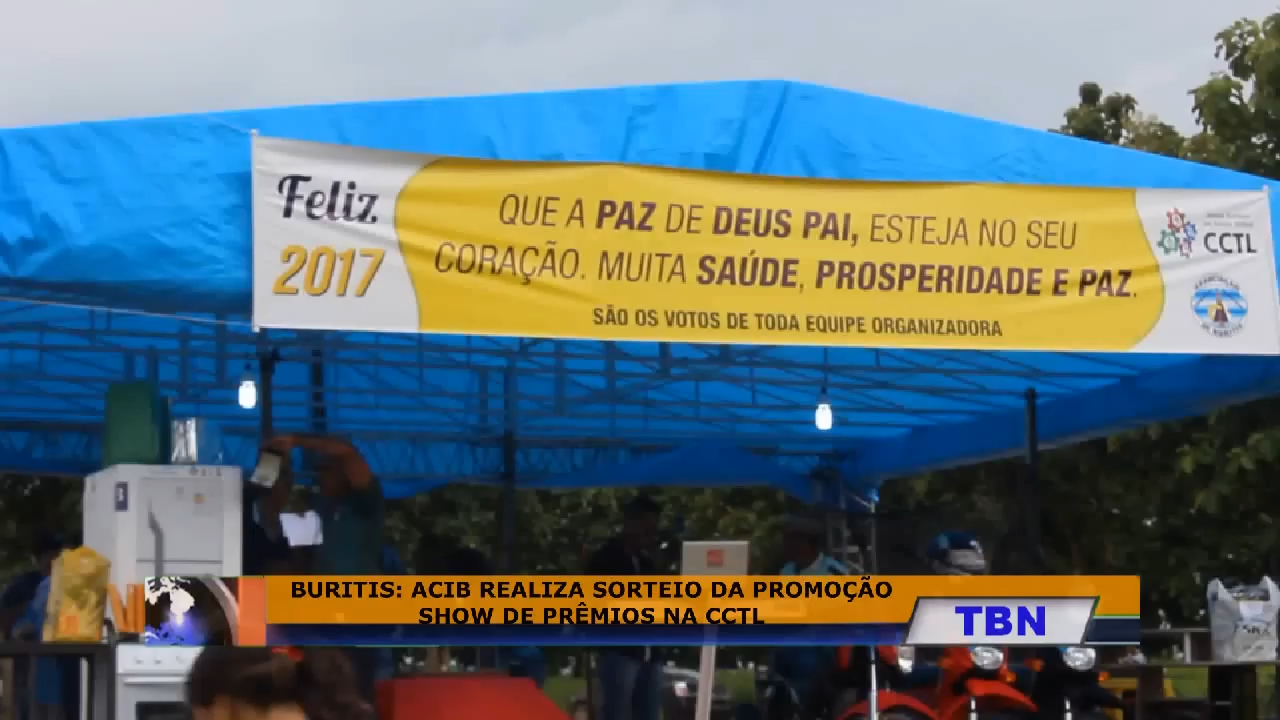 Feliz
2017
QUE A PAZ DE DEUS PAI, ESTEJA NO SEU
CORAÇÃO. MUITA SAÚDE, PROSPERIDADE E PAZ.
SÃO OS VOTOS DE TODA EQUIPE ORGANIZADORA
CCTL
BURITIS: ACIB REALIZA SORTEIO DA PROMOÇÃO
SHOW DE PRÊMIOS NA CCTL
TBN